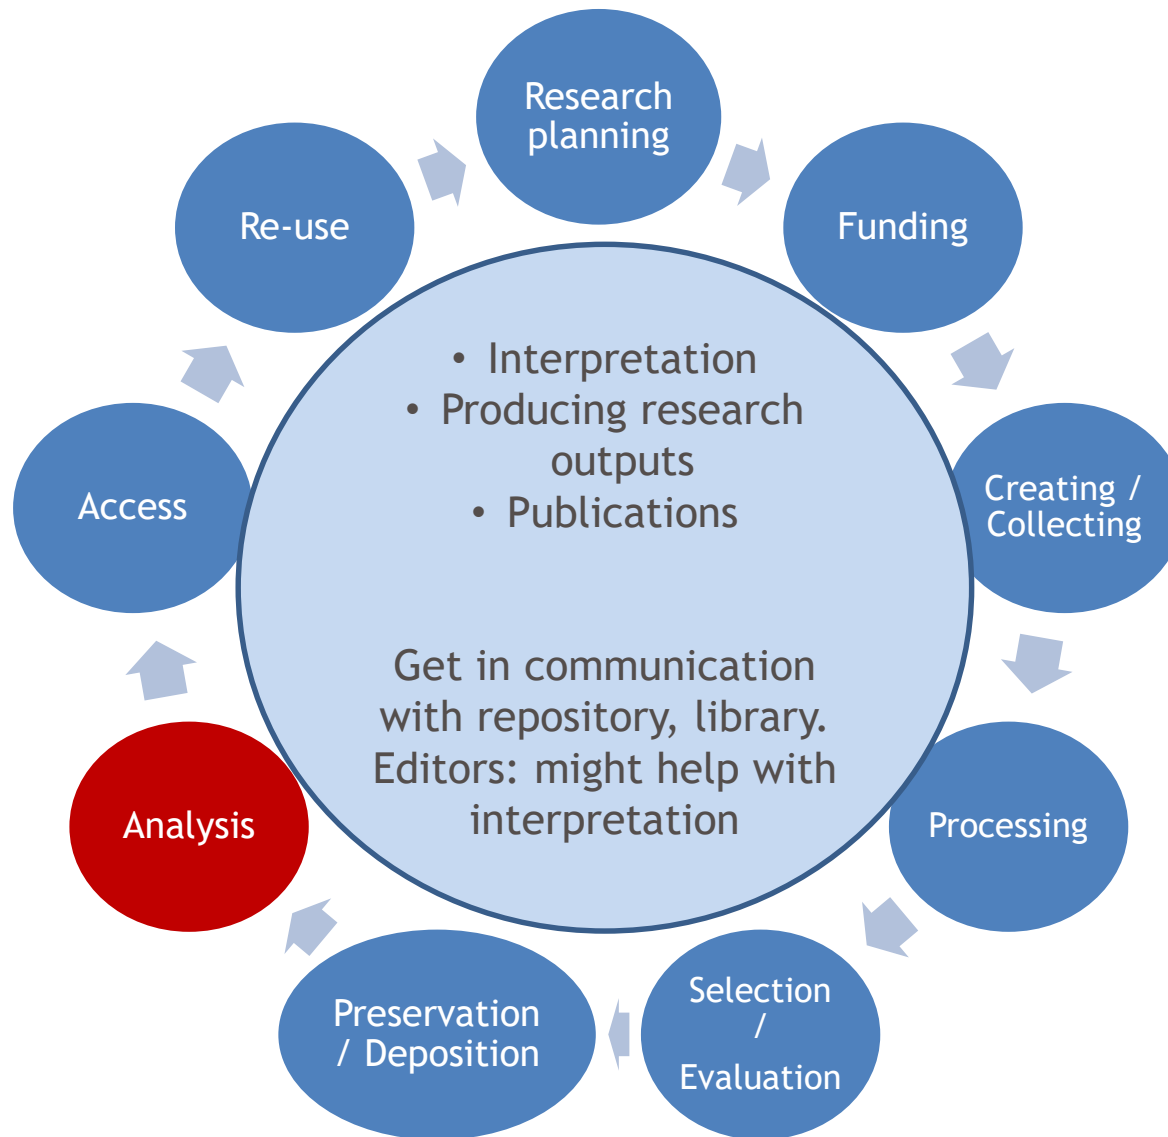 Research
planning
Funding
Creating /
Collecting
Processing
Selection
/
Evaluation
Preservation
/ Deposition
Analysis
Access
Re-use
• Interpretation
• Producing research
outputs
• Publications
Get in communication
with repository, library.
Editors: might help with
interpretation